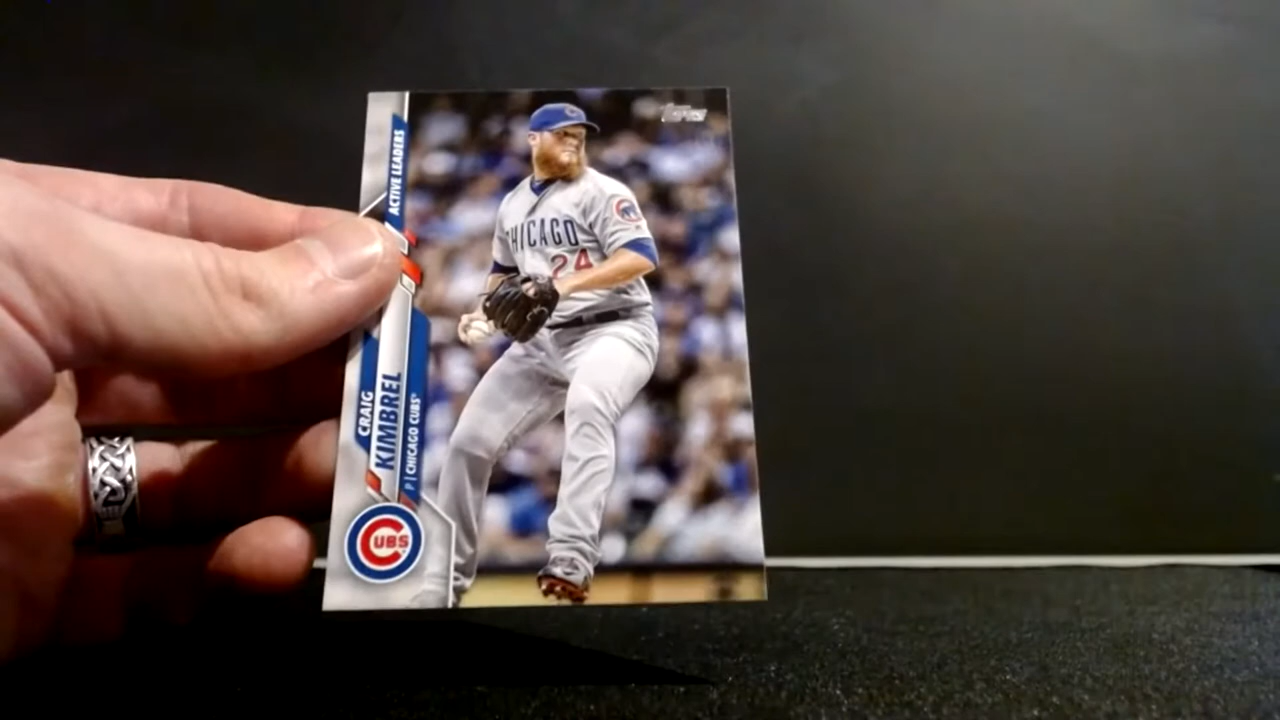 Topps
ACTIVE LEADERS
CRAIG
KIMBREL
P | CHICAGO CUBS
CUBS
CHICAGO
24